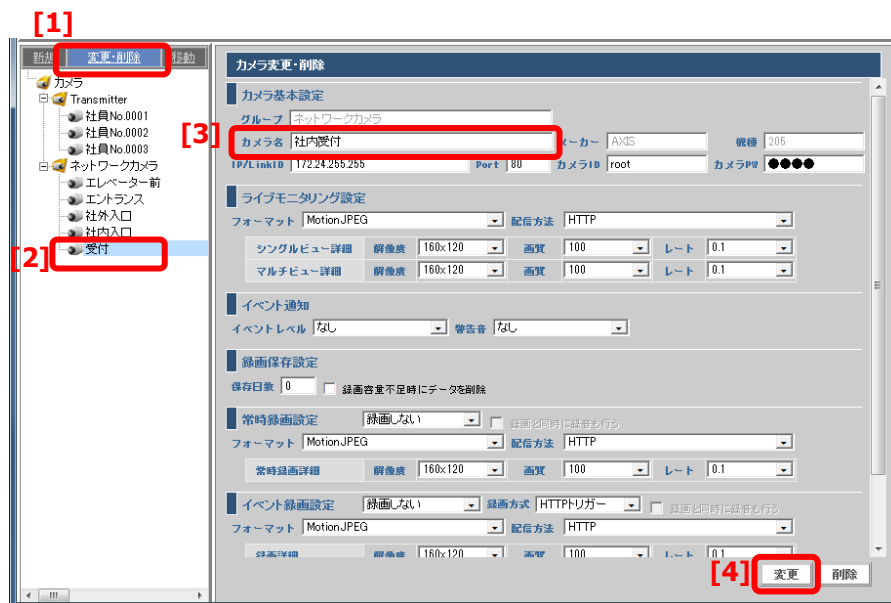 [1]
新規 変更・削除 移動
カメラ
Transmitter
社員No.0001
社員No.0002
社員No.0003
ネットワークカメラ
エレベーター前
エントランス
社外入口
社内入口
[2] 受付
カメラ変更・削除
カメラ基本設定
グループ ネットワークカメラ
[3] カメラ名 社内受付 メーカー AXIS 機種 205
IP/LinkID 172.24.255.255 Port 80 カメラID root カメラPW ●●●●
ライブモニタリング設定
フォーマット MotionJPEG 配信方法 HTTP
シングルビュー詳細 解像度 160x120 画質 100 レート 0.1
マルチビュー詳細 解像度 160x120 画質 100 レート 0.1
イベント通知
イベントレベル なし 警告音 なし
録画保存設定
保存日数 0 録画容量不足時にデータを削除
常時録画設定 録画しない 録画と同時に録音も行う
フォーマット MotionJPEG 配信方法 HTTP
常時録画詳細 解像度 160x120 画質 100 レート 0.1
イベント録画設定 録画しない 録画方式 HTTPトリガー 録画と同時に録音も行う
フォーマット MotionJPEG 配信方法 HTTP
録画詳細 解像度 160x120 画質 100 レート 0.1
[4] 変更 削除